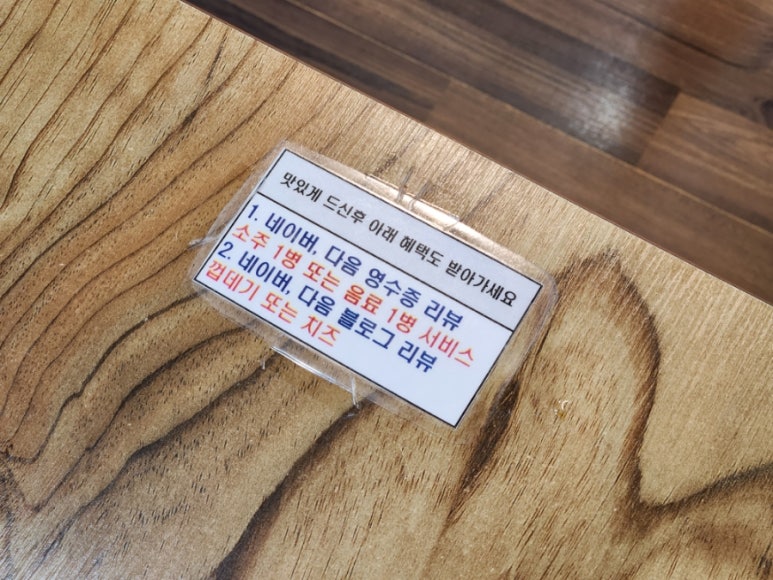 맛있게 드신후 아래 혜택도 받아가세요
1. 네이버, 다음 영수증 리뷰
소주 1병 또는 음료 1병 서비스
2. 네이버, 다음 블로그 리뷰
껍데기 또는 치즈